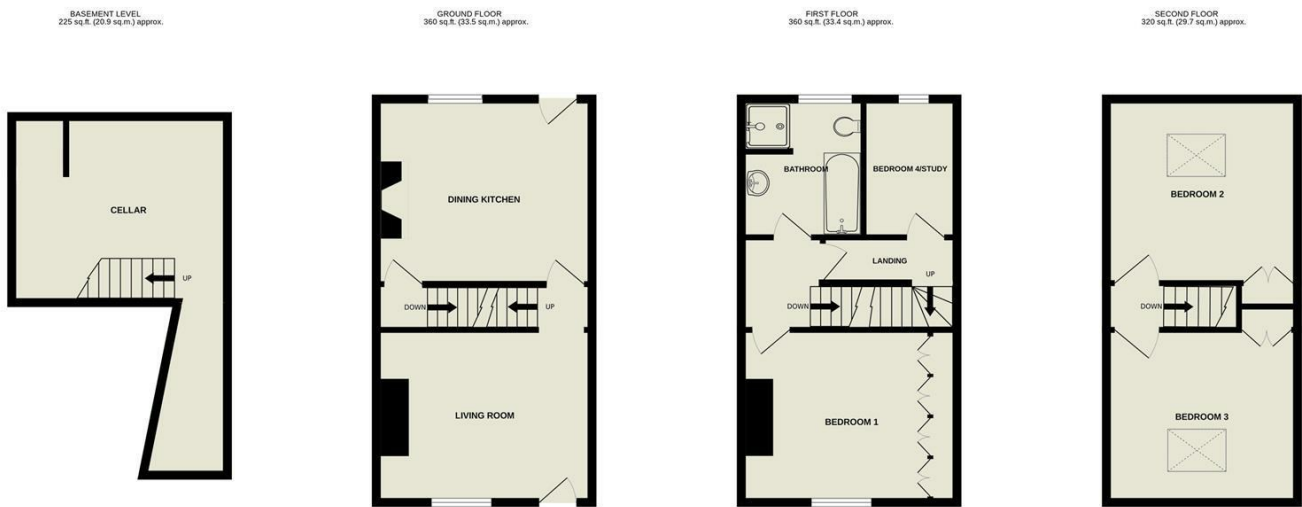 BASEMENT LEVEL
225 sq.ft. (20.9 sq.m.) approx.
CELLAR
UP
GROUND FLOOR
360 sq.ft. (33.5 sq.m.) approx.
DINING KITCHEN
DOWN
UP
LIVING ROOM
FIRST FLOOR
360 sq.ft. (33.4 sq.m.) approx.
BATHROOM
BEDROOM 4/STUDY
LANDING
UP
DOWN
BEDROOM 1
SECOND FLOOR
320 sq.ft. (29.7 sq.m.) approx.
BEDROOM 2
DOWN
BEDROOM 3